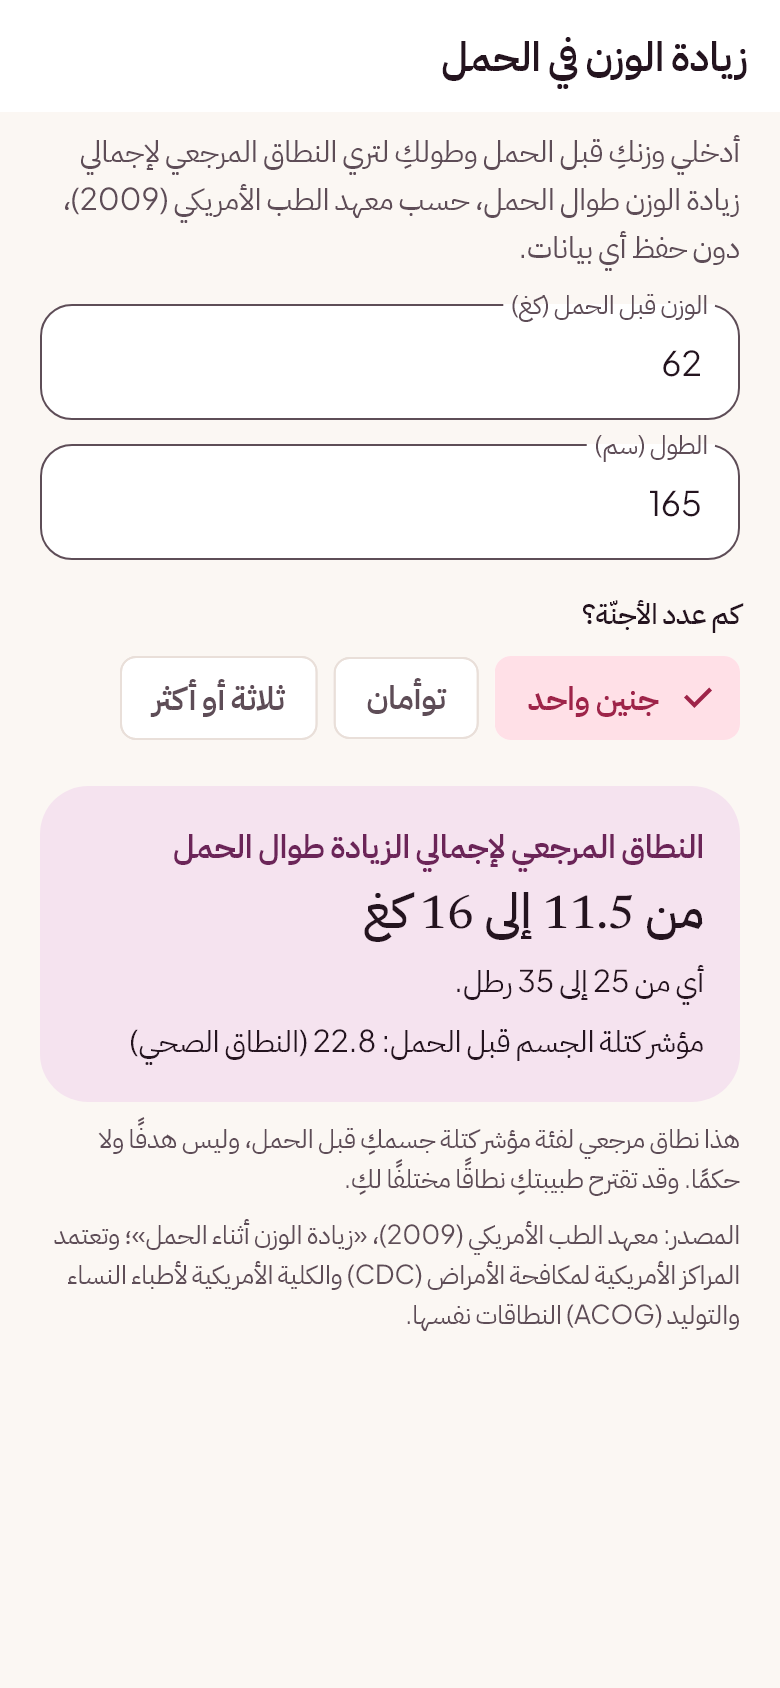 زيادة الوزن في الحمل
أدخلي وزنكِ قبل الحمل وطولكِ لتري النطاق المرجعي لإجمالي
زيادة الوزن طوال الحمل، حسب معهد الطب الأمريكي (2009)،
دون حفظ أي بيانات.
الوزن قبل الحمل (كغ)
62
الطول (سم)
165
كم عدد الأجنّة؟
جنين واحد
توأمان
ثلاثة أو أكثر
النطاق المرجعي لإجمالي الزيادة طوال الحمل
من 11.5 إلى 16 كغ
أي من 25 إلى 35 رطل.
مؤشر كتلة الجسم قبل الحمل: 22.8 (النطاق الصحي)
هذا نطاق مرجعي لفئة مؤشر كتلة جسمكِ قبل الحمل، وليس هدفًا ولا
حكمًا. وقد تقترح طبيبتكِ نطاقًا مختلفًا لكِ.
المصدر: معهد الطب الأمريكي (2009)، «زيادة الوزن أثناء الحمل»؛ وتعتمد
المراكز الأمريكية لمكافحة الأمراض (CDC) والكلية الأمريكية لأطباء النساء
والتوليد (ACOG) النطاقات نفسها.